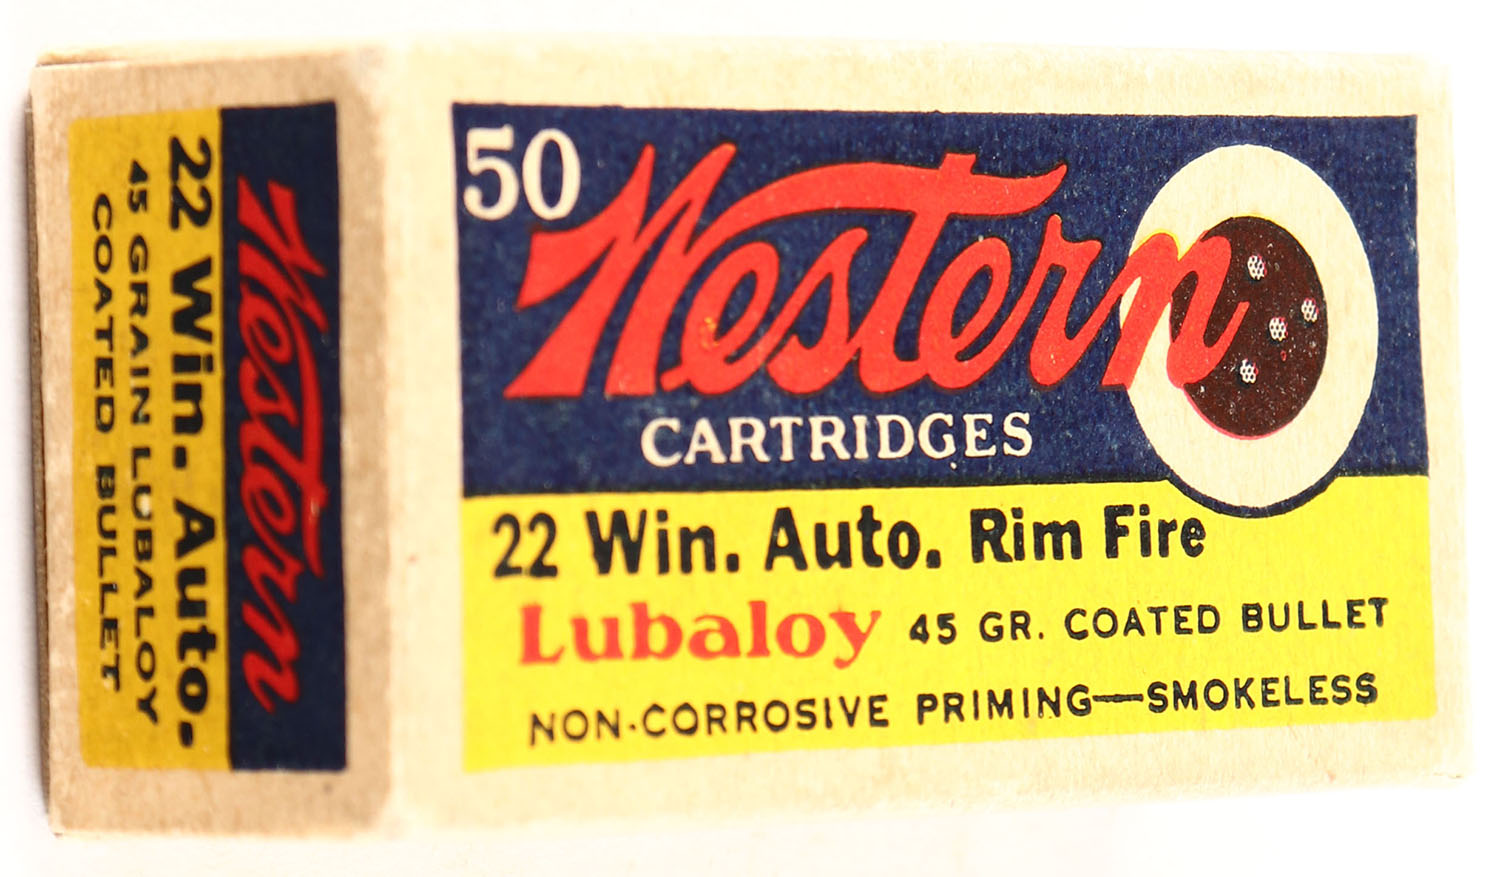 50
Western
CARTRIDGES
22 Win. Auto. Rim Fire
Lubaloy 45 GR. COATED BULLET
NON-CORROSIVE PRIMING—SMOKELESS
Western
22 Win. Auto.
45 GRAIN LUBALOY
COATED BULLET